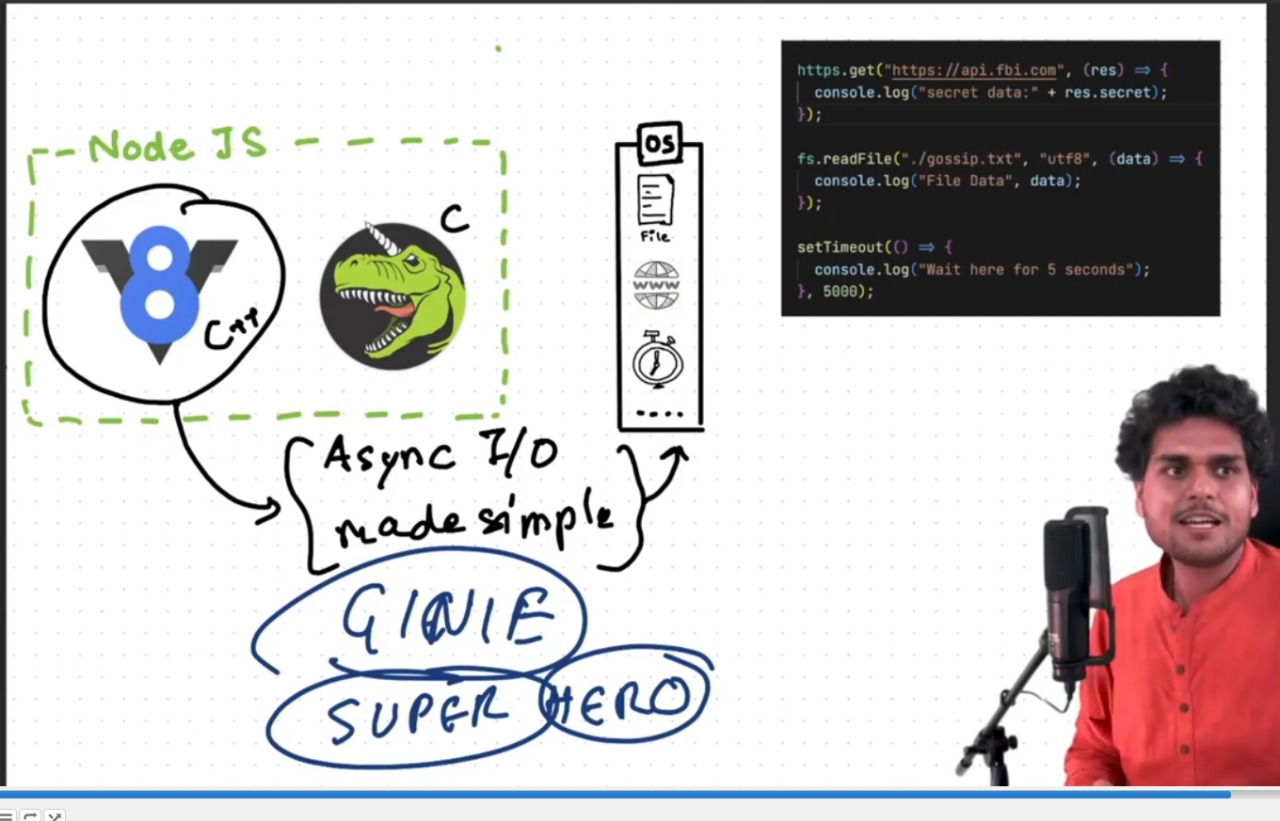 Node JS
8
C++
C
OS
File
WWW
Async I/O
made simple
GINIE
SUPER HERO
https.get("https://api.fbi.com", (res) => {
console.log("secret data:" + res.secret);
});
fs.readFile("./gossip.txt", "utf8", (data) => {
console.log("File Data", data);
});
setTimeout(() => {
console.log("Wait here for 5 seconds");
}, 5000);